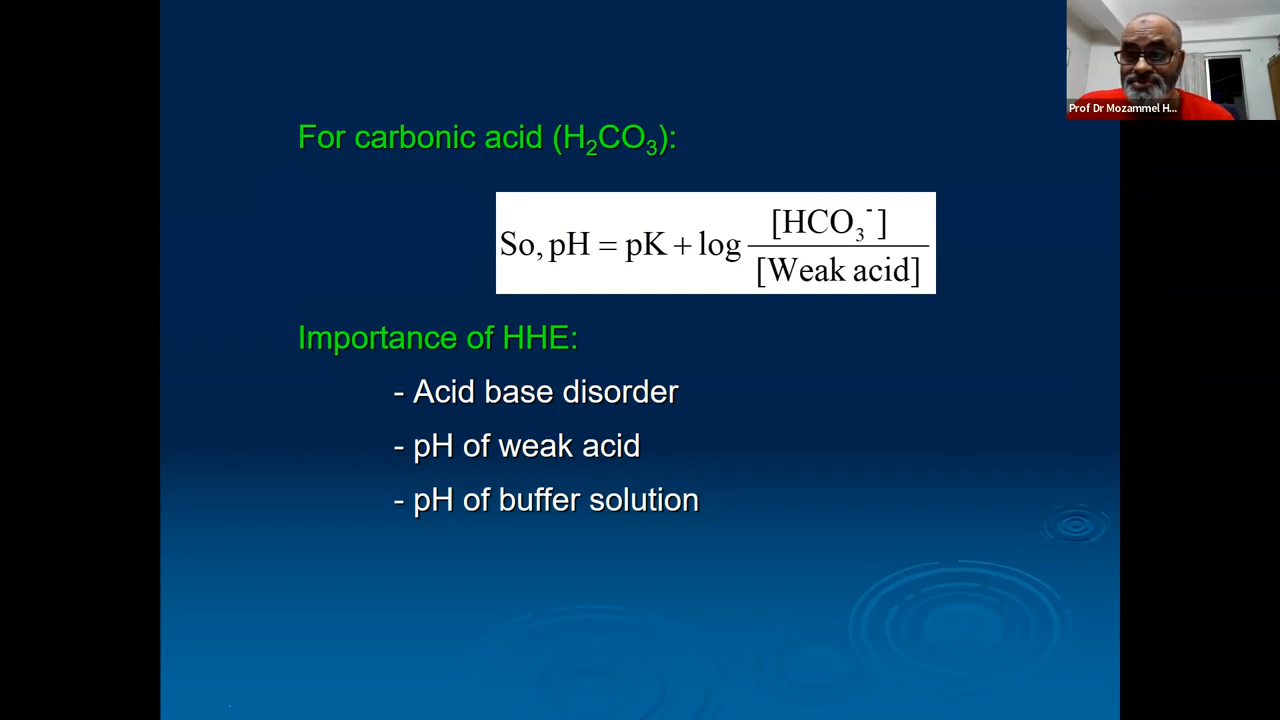 Prof Dr Mozammel H...
For carbonic acid (H₂CO₃):
So, pH = pK + log [HCO₃⁻] / [Weak acid]
Importance of HHE:
- Acid base disorder
- pH of weak acid
- pH of buffer solution